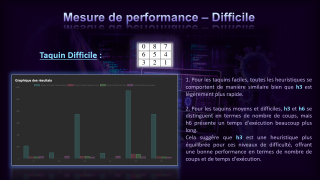 Mesure de performance – Difficile
Taquin Difficile :
0 8 7
6 5 4
3 2 1
Graphique des résultats
1. Pour les taquins faciles, toutes les heuristiques se
comportent de manière similaire bien que h3 est
légèrement plus rapide.
2. Pour les taquins moyens et difficiles, h3 et h6 se
distinguent en termes de nombre de coups, mais
h6 présente un temps d'exécution beaucoup plus
long.
Cela suggère que h3 est une heuristique plus
équilibrée pour ces niveaux de difficulté, offrant
une bonne performance en termes de nombre de
coups et de temps d'exécution.